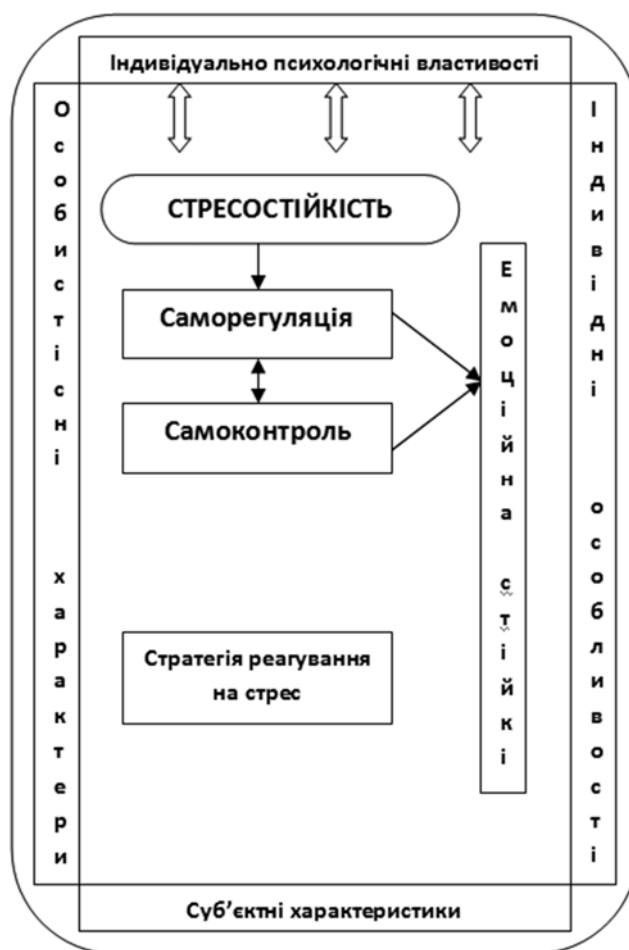 Індивідуально психологічні властивості
Особистісні характери
СТРЕСОСТІЙКІСТЬ
Саморегуляція
Самоконтроль
Стратегія реагування
на стрес
Емоційна стійкі
Індивідні особливості
Суб’єктні характеристики